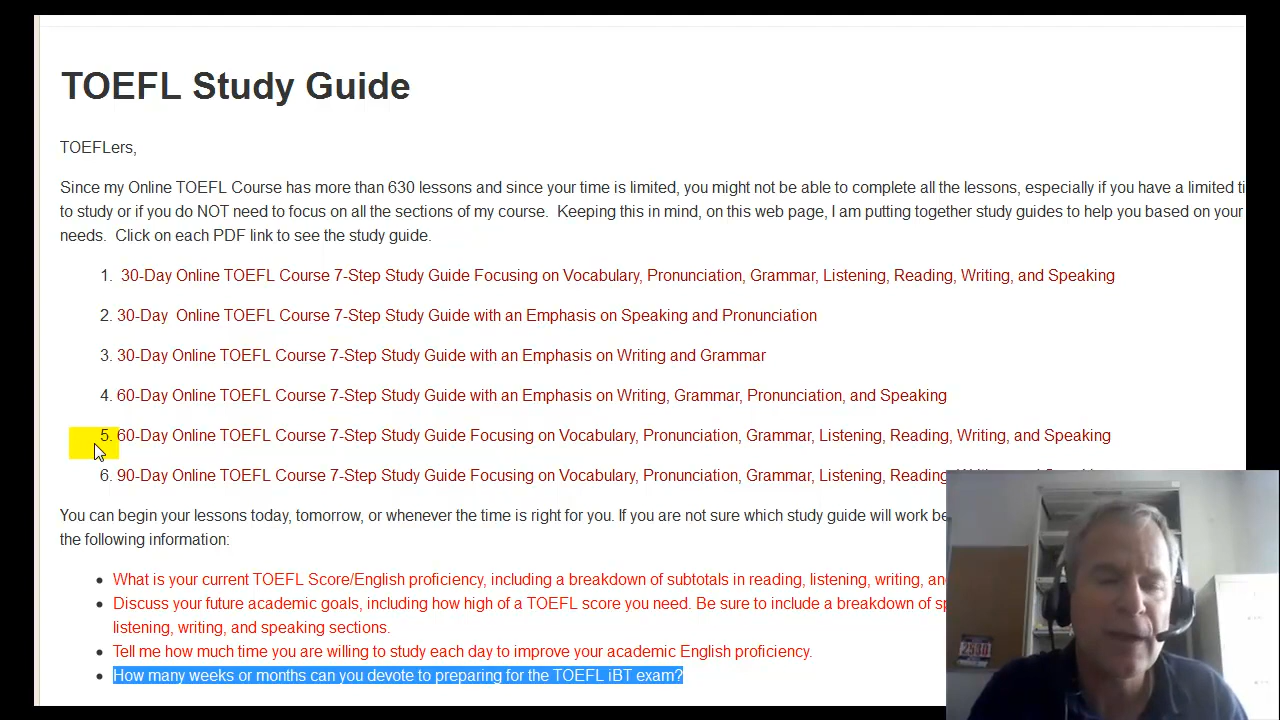 TOEFL Study Guide
TOEFLers,
Since my Online TOEFL Course has more than 630 lessons and since your time is limited, you might not be able to complete all the lessons, especially if you have a limited ti
to study or if you do NOT need to focus on all the sections of my course. Keeping this in mind, on this web page, I am putting together study guides to help you based on your
needs. Click on each PDF link to see the study guide.
1. 30-Day Online TOEFL Course 7-Step Study Guide Focusing on Vocabulary, Pronunciation, Grammar, Listening, Reading, Writing, and Speaking
2. 30-Day Online TOEFL Course 7-Step Study Guide with an Emphasis on Speaking and Pronunciation
3. 30-Day Online TOEFL Course 7-Step Study Guide with an Emphasis on Writing and Grammar
4. 60-Day Online TOEFL Course 7-Step Study Guide with an Emphasis on Writing, Grammar, Pronunciation, and Speaking
5. 60-Day Online TOEFL Course 7-Step Study Guide Focusing on Vocabulary, Pronunciation, Grammar, Listening, Reading, Writing, and Speaking
6. 90-Day Online TOEFL Course 7-Step Study Guide Focusing on Vocabulary, Pronunciation, Grammar, Listening, Reading,
You can begin your lessons today, tomorrow, or whenever the time is right for you. If you are not sure which study guide will work be
the following information:
What is your current TOEFL Score/English proficiency, including a breakdown of subtotals in reading, listening, writing, an
Discuss your future academic goals, including how high of a TOEFL score you need. Be sure to include a breakdown of sp
listening, writing, and speaking sections.
Tell me how much time you are willing to study each day to improve your academic English proficiency.
How many weeks or months can you devote to preparing for the TOEFL iBT exam?